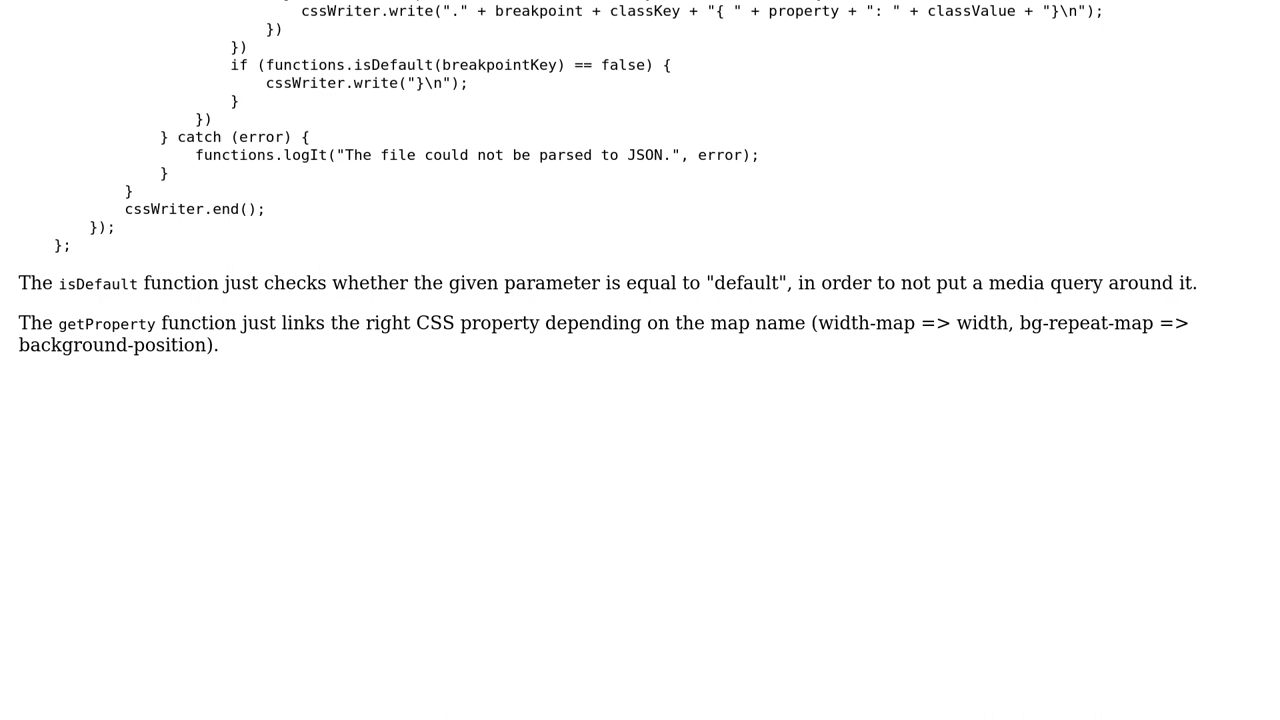 cssWriter.write("." + breakpoint + classKey + "{ " + property + ": " + classValue + "}\n");
})
})
if (functions.isDefault(breakpointKey) == false) {
cssWriter.write("}\n");
}
})
} catch (error) {
functions.logIt("The file could not be parsed to JSON.", error);
}
}
cssWriter.end();
});
};
The isDefault function just checks whether the given parameter is equal to "default", in order to not put a media query around it.
The getProperty function just links the right CSS property depending on the map name (width-map => width, bg-repeat-map =>
background-position).